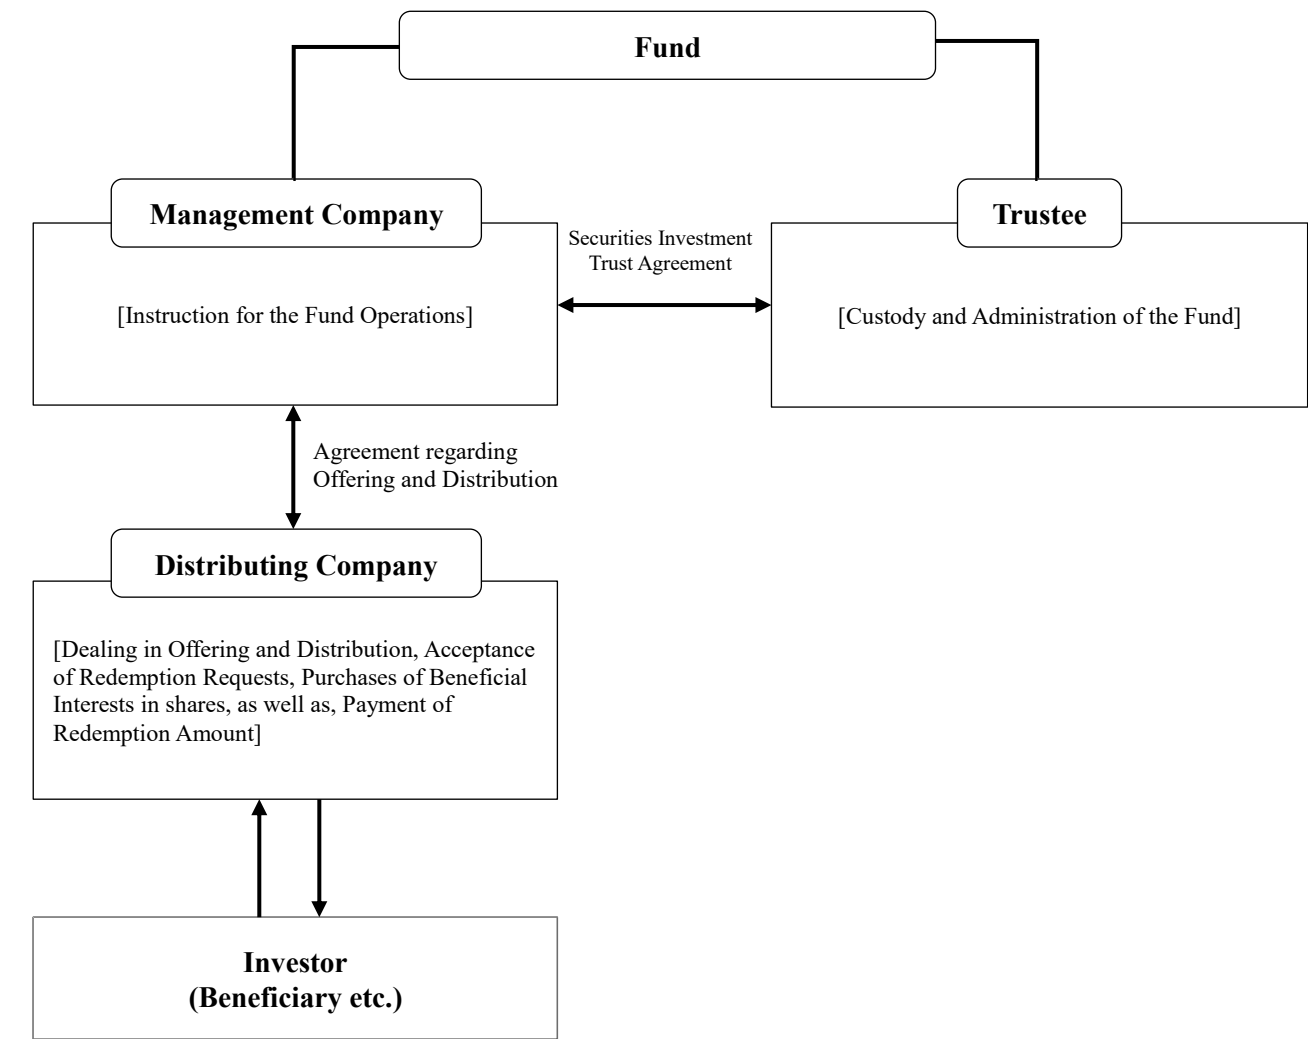 Fund
Management Company
Trustee
Securities Investment
Trust Agreement
[Instruction for the Fund Operations]
[Custody and Administration of the Fund]
Agreement regarding
Offering and Distribution
Distributing Company
[Dealing in Offering and Distribution, Acceptance
of Redemption Requests, Purchases of Beneficial
Interests in shares, as well as, Payment of
Redemption Amount]
Investor
(Beneficiary etc.)